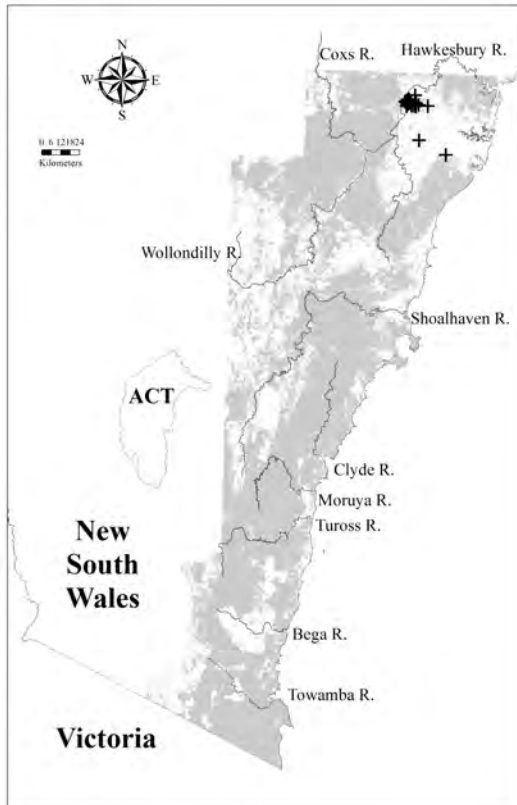 Coxs R.
Hawkesbury R.
N
W
E
S
Kilometers
Wollondilly R.
Shoalhaven R.
ACT
Clyde R.
Moruya R.
Tuross R.
New
South
Wales
Bega R.
Towamba R.
Victoria